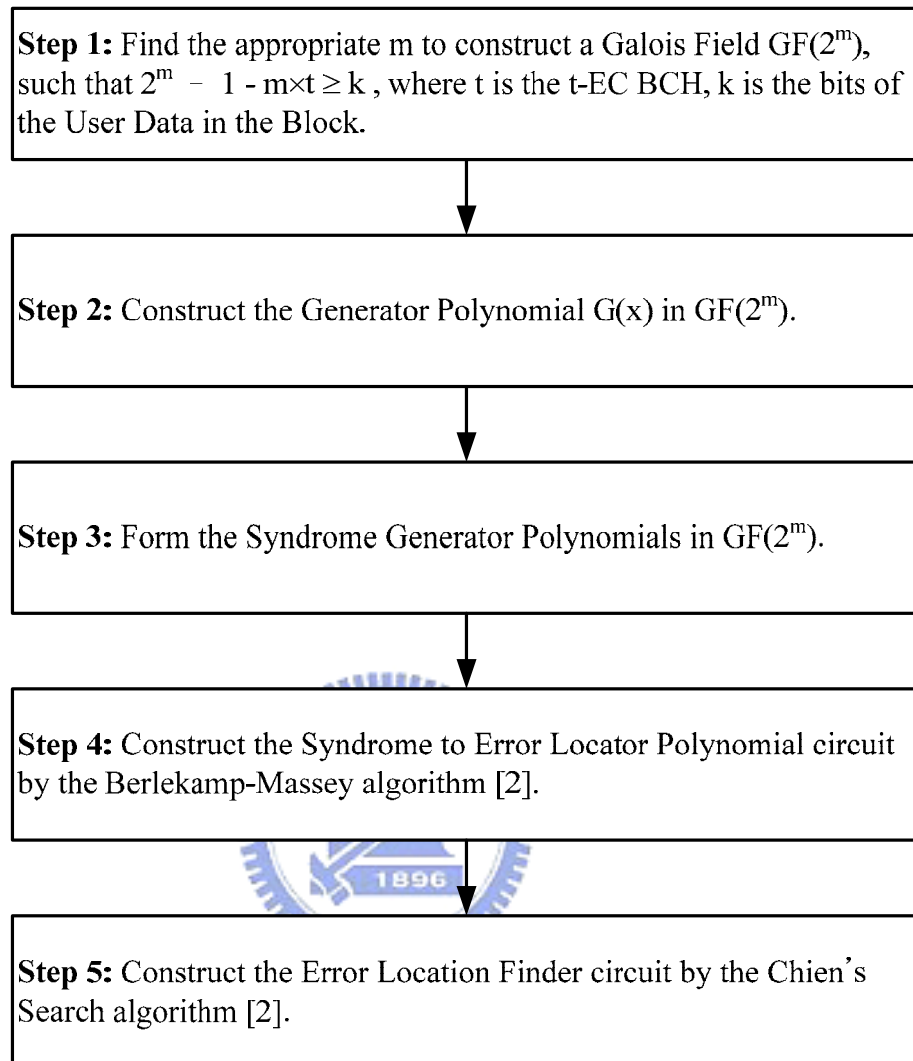 Step 1: Find the appropriate m to construct a Galois Field GF(2^m),
such that 2^m - 1 - m×t ≥ k , where t is the t-EC BCH, k is the bits of
the User Data in the Block.
Step 2: Construct the Generator Polynomial G(x) in GF(2^m).
Step 3: Form the Syndrome Generator Polynomials in GF(2^m).
Step 4: Construct the Syndrome to Error Locator Polynomial circuit
by the Berlekamp-Massey algorithm [2].
1896
Step 5: Construct the Error Location Finder circuit by the Chien's
Search algorithm [2].